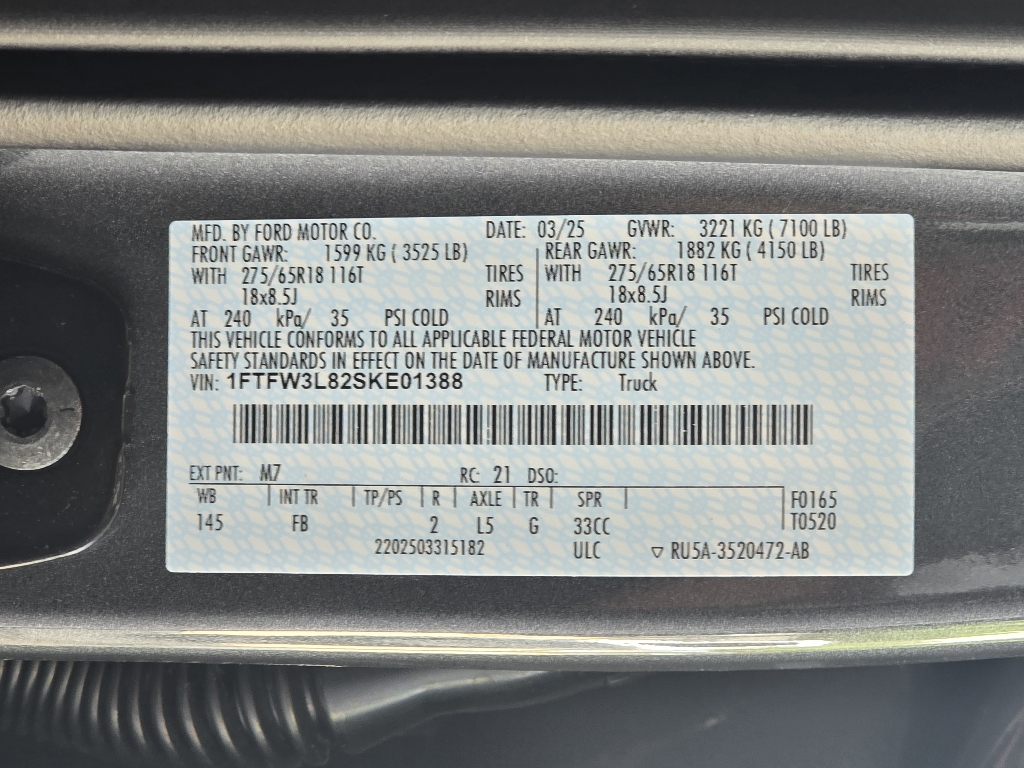 MFD. BY FORD MOTOR CO. DATE: 03/25 GVWR: 3221 KG ( 7100 LB)
FRONT GAWR: 1599 KG ( 3525 LB) REAR GAWR: 1882 KG ( 4150 LB)
WITH 275/65R18 116T TIRES WITH 275/65R18 116T TIRES
18x8.5J RIMS 18x8.5J RIMS
AT 240 kPa/ 35 PSI COLD AT 240 kPa/ 35 PSI COLD
THIS VEHICLE CONFORMS TO ALL APPLICABLE FEDERAL MOTOR VEHICLE
SAFETY STANDARDS IN EFFECT ON THE DATE OF MANUFACTURE SHOWN ABOVE.
VIN: 1FTFW3L82SKE01388 TYPE: Truck
EXT PNT: M7 RC: 21 DSO:
WB INT TR TP/PS R AXLE TR SPR F0165
145 FB 2 L5 G 33CC T0520
2202503315182 ULC ▽ RU5A-3520472-AB